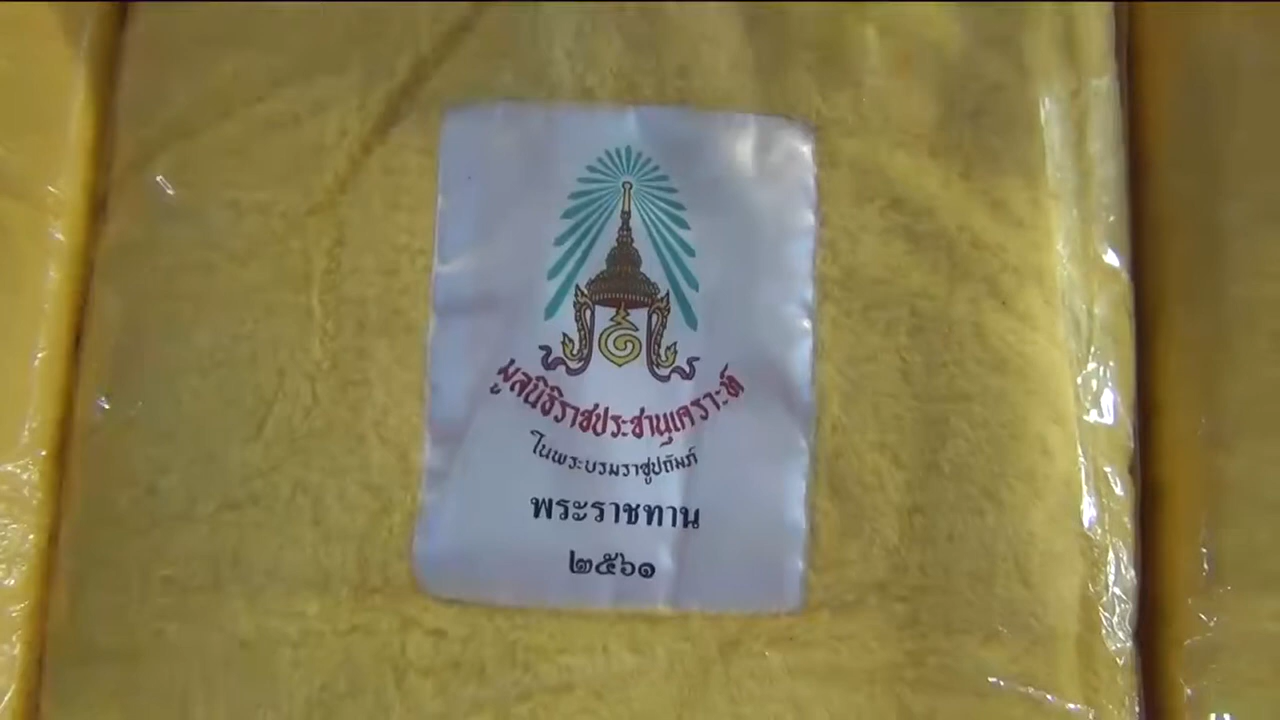 มูลนิธิราชประชานุเคราะห์
ในพระบรมราชูปถัมภ์
พระราชทาน
๒๕๖๑